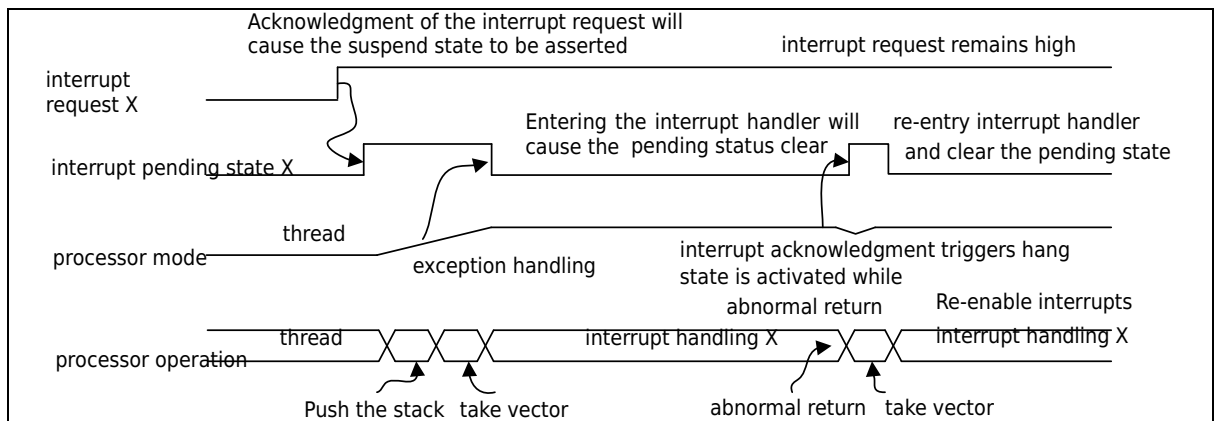 Acknowledgment of the interrupt request will
cause the suspend state to be asserted
interrupt request remains high
interrupt
request X
Entering the interrupt handler will
cause the pending status clear
re-entry interrupt handler
and clear the pending state
interrupt pending state X
thread
processor mode
exception handling
interrupt acknowledgment triggers hang
state is activated while
abnormal return
Re-enable interrupts
thread
interrupt handling X
interrupt handling X
processor operation
Push the stack
take vector
abnormal return
take vector